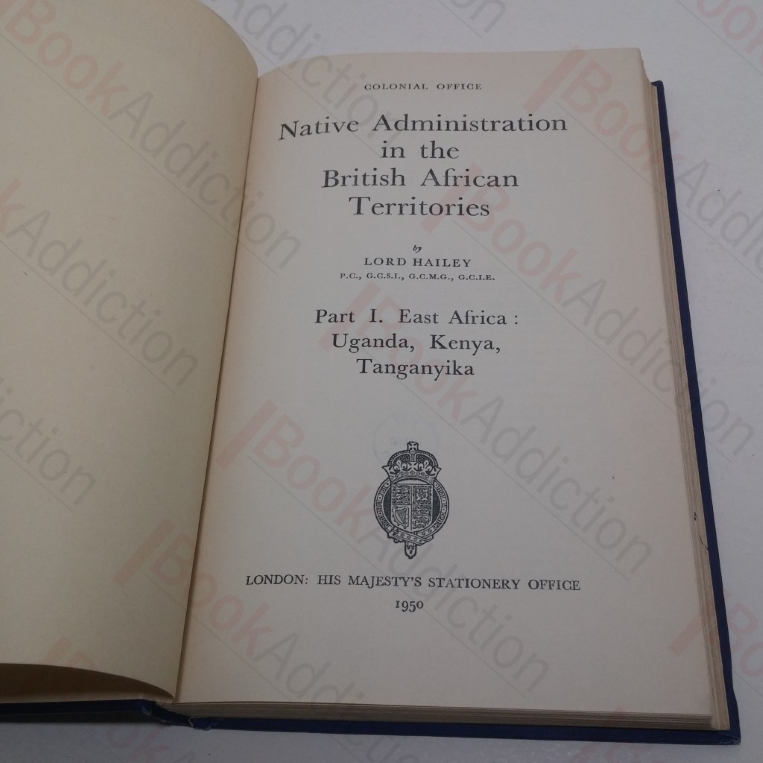 COLONIAL OFFICE
Native Administration
in the
British African
Territories
by
LORD HAILEY
P.C., G.C.S.I., G.C.M.G., G.C.I.E.
Part I. East Africa :
Uganda, Kenya,
Tanganyika
LONDON: HIS MAJESTY'S STATIONERY OFFICE
1950
BookAddiction